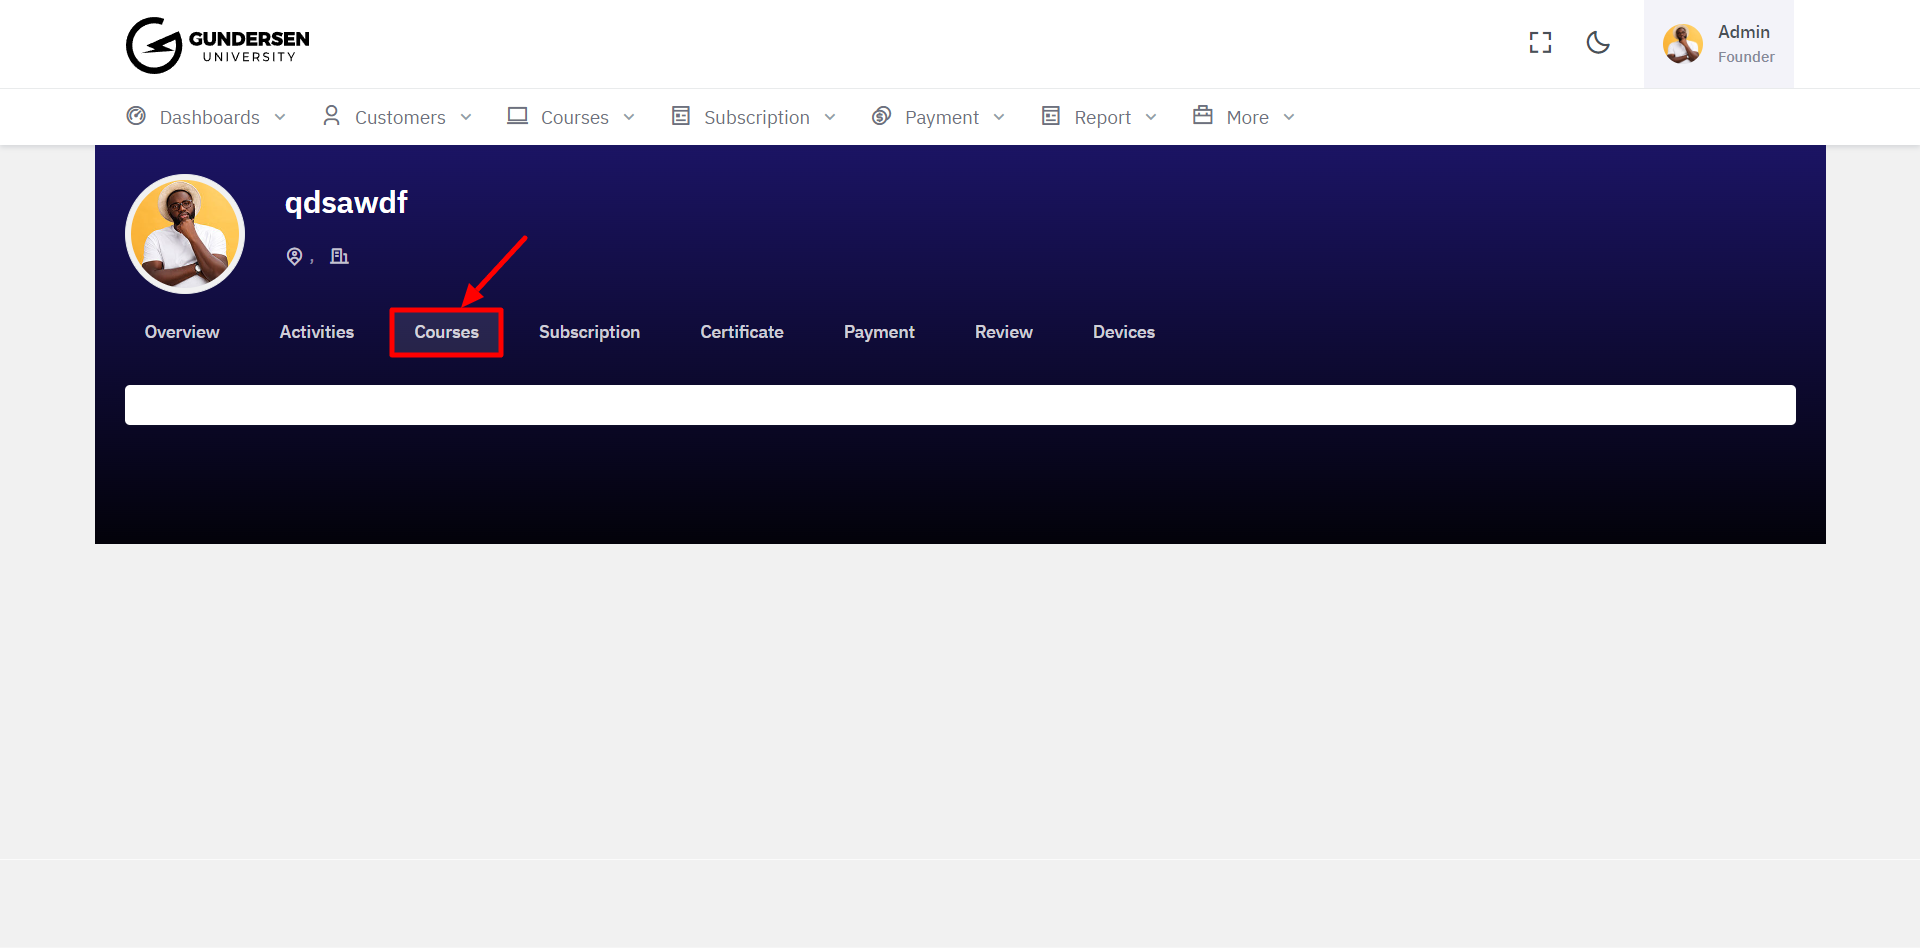 GUNDERSEN
UNIVERSITY
Admin
Founder
Dashboards Customers Courses Subscription Payment Report More
qdsawdf
,
Overview Activities Courses Subscription Certificate Payment Review Devices